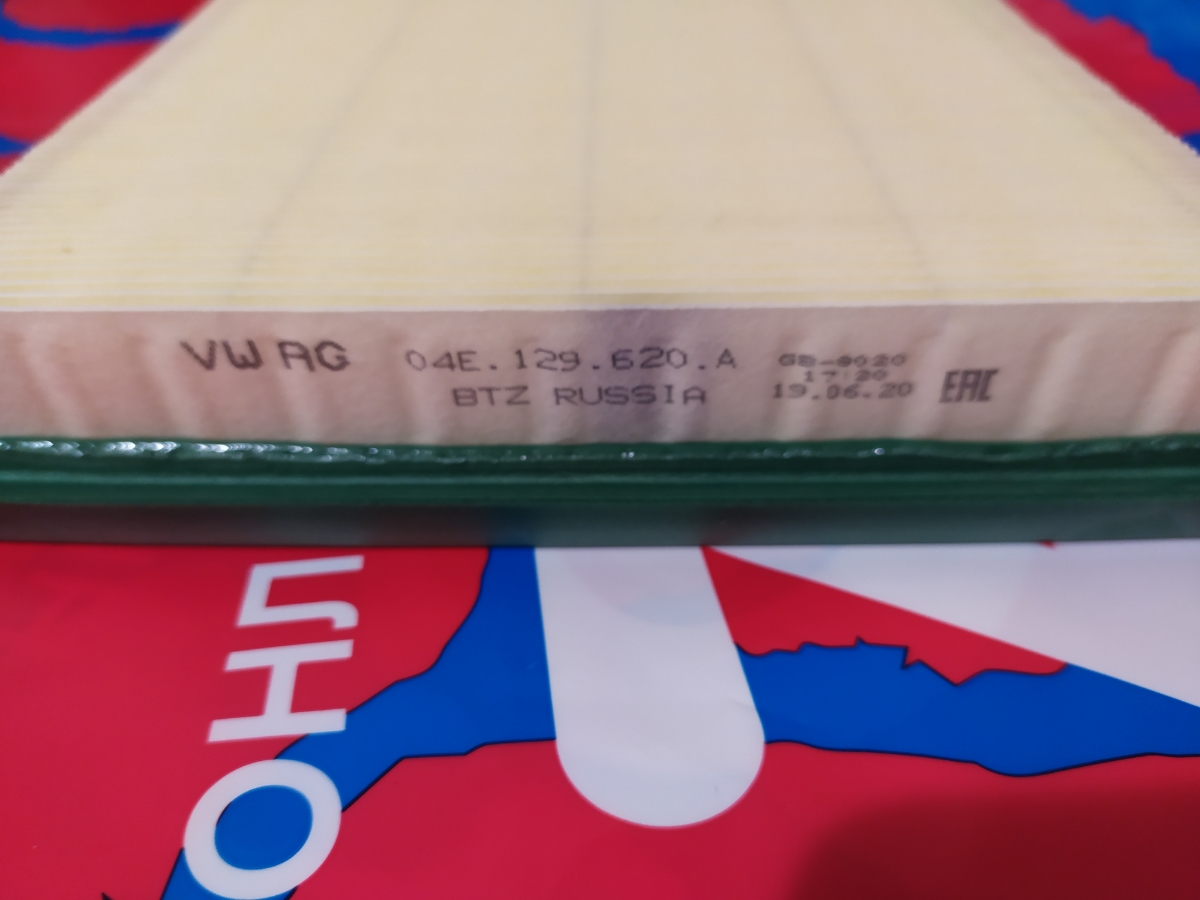 VW AG
04E.129.620.A
BTZ RUSSIA
17:20
19.06.20
EAC